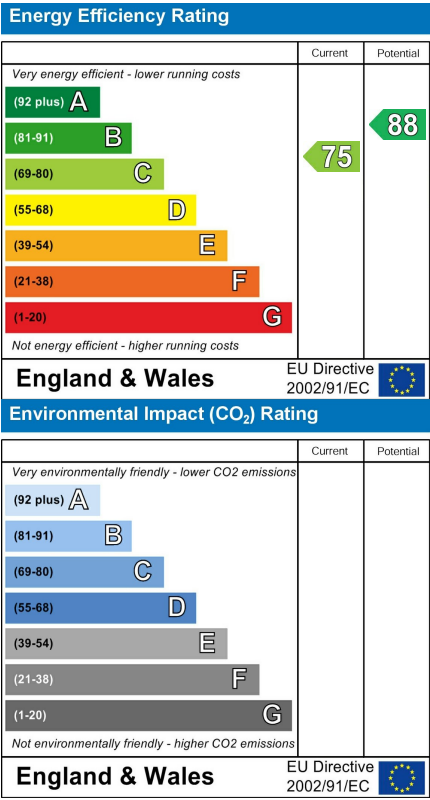 Energy Efficiency Rating
Current Potential
Very energy efficient - lower running costs
(92 plus) A
(81-91) B
(69-80) C
(55-68) D
(39-54) E
(21-38) F
(1-20) G
75
88
Not energy efficient - higher running costs
England & Wales
EU Directive
2002/91/EC
Environmental Impact (CO₂) Rating
Current Potential
Very environmentally friendly - lower CO2 emissions
(92 plus) A
(81-91) B
(69-80) C
(55-68) D
(39-54) E
(21-38) F
(1-20) G
Not environmentally friendly - higher CO2 emissions
England & Wales
EU Directive
2002/91/EC